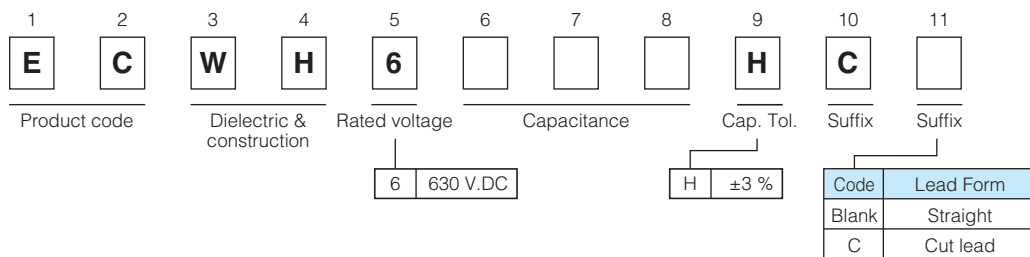 1 2 3 4 5 6 7 8 9 10 11
E C W H 6 H C
Product code Dielectric & construction Rated voltage Capacitance Cap. Tol. Suffix Suffix
6 630 V.DC
H ±3 %
Code Lead Form
Blank Straight
C Cut lead